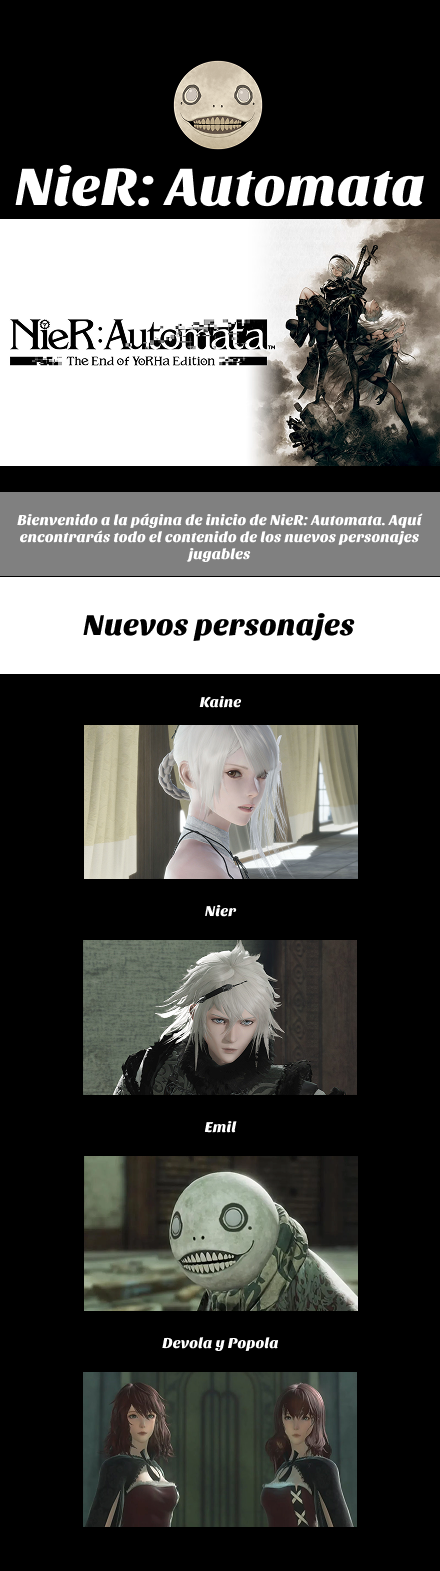 NieR: Automata
NieR:Automata™
The End of YoRHa Edition
Bienvenido a la página de inicio de NieR: Automata. Aquí
encontrarás todo el contenido de los nuevos personajes
jugables
Nuevos personajes
Kaine
Nier
Emil
Devola y Popola